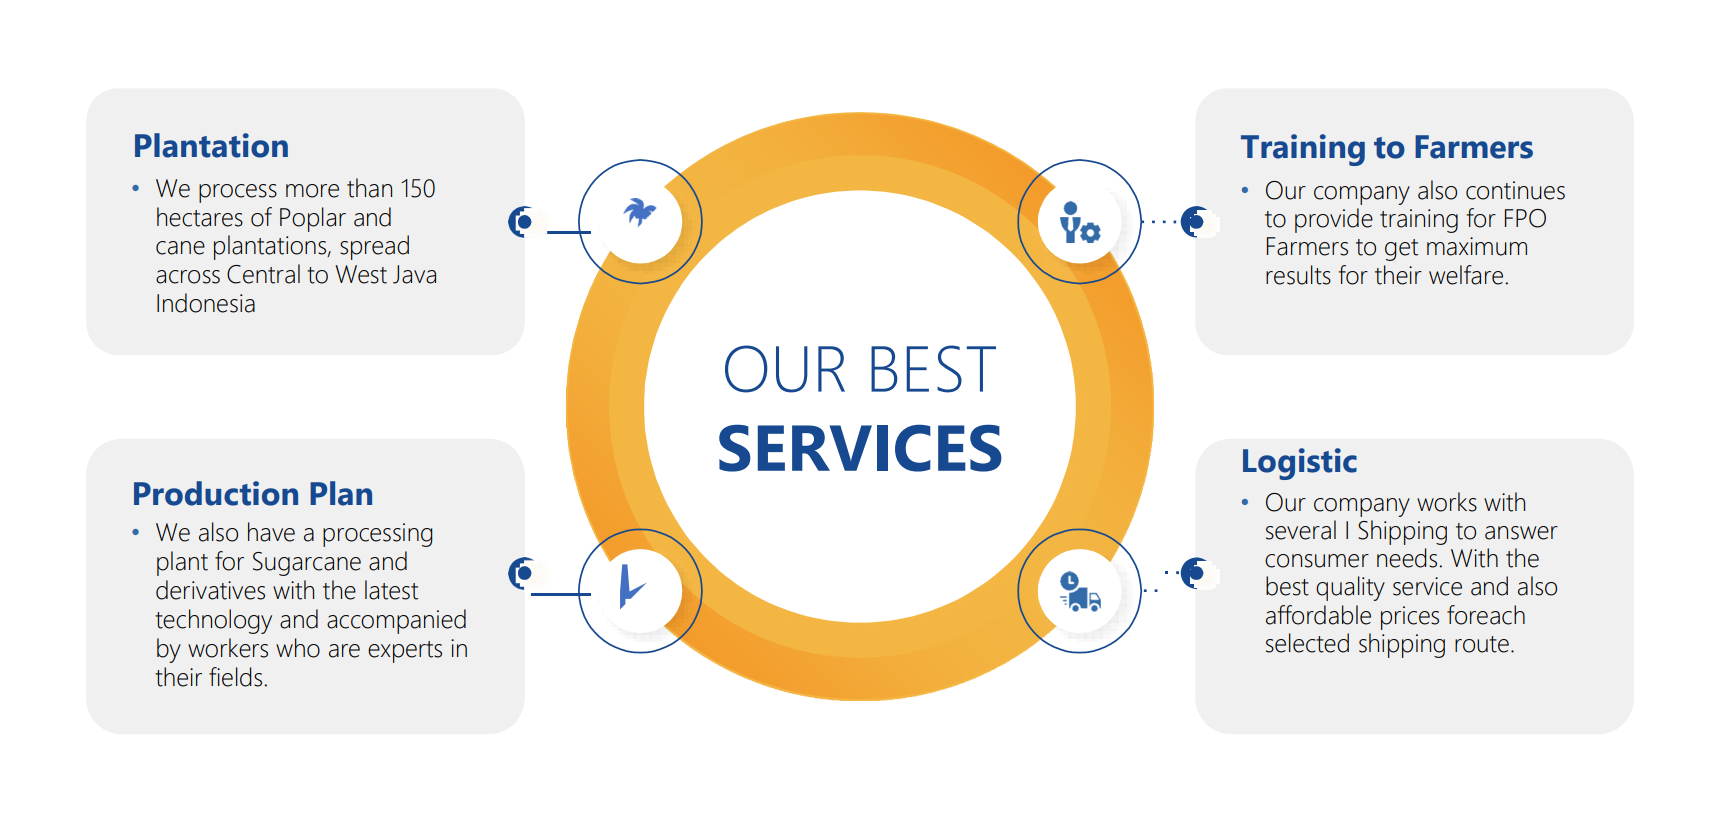 Plantation
• We process more than 150
hectares of Poplar and
cane plantations, spread
across Central to West Java
Indonesia
Production Plan
• We also have a processing
plant for Sugarcane and
derivatives with the latest
technology and accompanied
by workers who are experts in
their fields.
OUR BEST
SERVICES
Training to Farmers
• Our company also continues
to provide training for FPO
Farmers to get maximum
results for their welfare.
Logistic
• Our company works with
several I Shipping to answer
consumer needs. With the
best quality service and also
affordable prices foreach
selected shipping route.